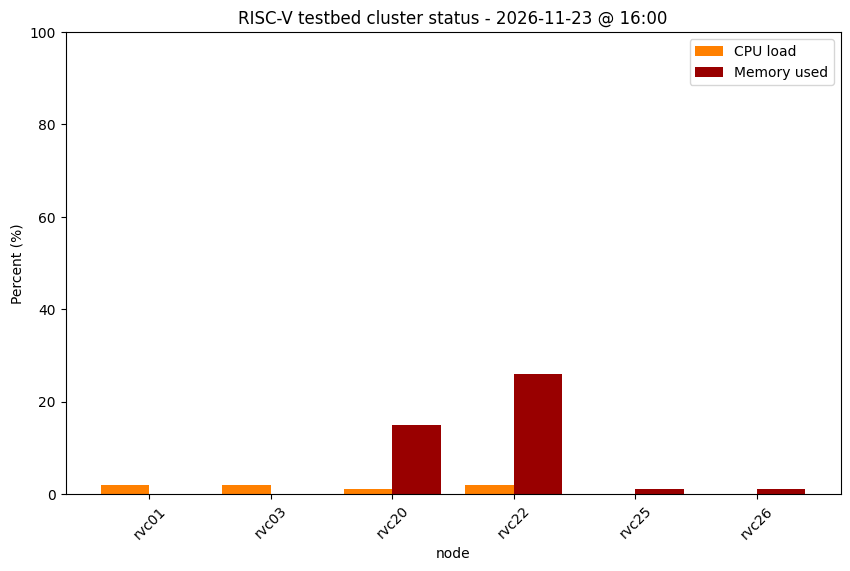 RISC-V testbed cluster status - 2026-11-23 @ 16:00
CPU load
Memory used
Percent (%)
100
80
60
40
20
0
rvc01
rvc03
rvc20
rvc22
rvc25
rvc26
node